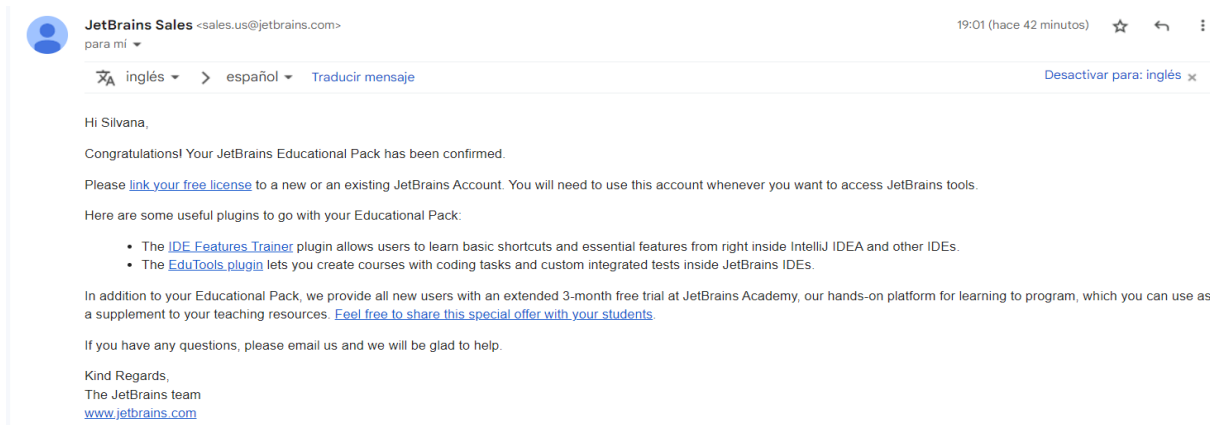 JetBrains Sales <sales.us@jetbrains.com>
19:01 (hace 42 minutos)
para mí
inglés > español Traducir mensaje
Desactivar para: inglés ×
Hi Silvana,
Congratulations! Your JetBrains Educational Pack has been confirmed.
Please link your free license to a new or an existing JetBrains Account. You will need to use this account whenever you want to access JetBrains tools.
Here are some useful plugins to go with your Educational Pack:
• The IDE Features Trainer plugin allows users to learn basic shortcuts and essential features from right inside IntelliJ IDEA and other IDEs.
• The EduTools plugin lets you create courses with coding tasks and custom integrated tests inside JetBrains IDEs.
In addition to your Educational Pack, we provide all new users with an extended 3-month free trial at JetBrains Academy, our hands-on platform for learning to program, which you can use as
a supplement to your teaching resources. Feel free to share this special offer with your students.
If you have any questions, please email us and we will be glad to help.
Kind Regards,
The JetBrains team
www.jetbrains.com